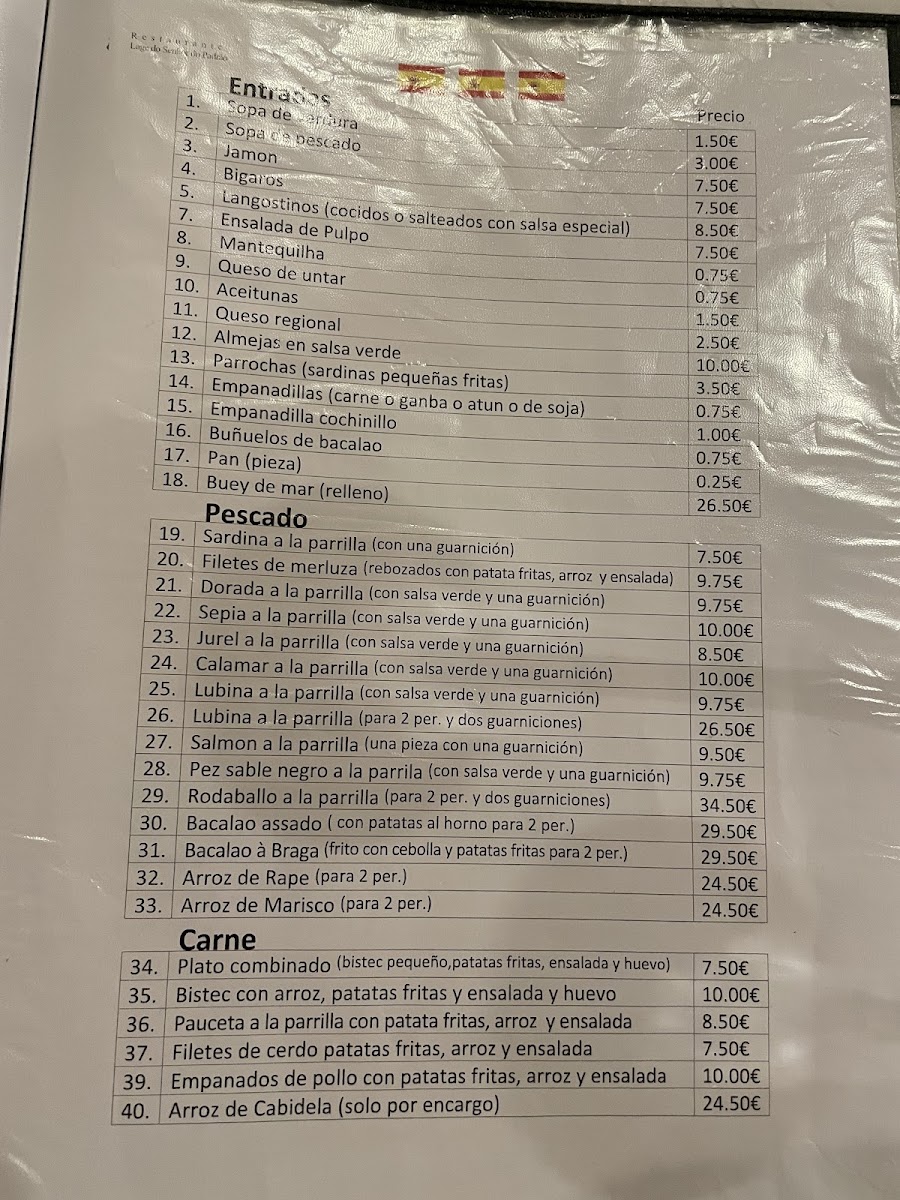 Restaurante
Lage do Senhor do Padrão
Entradas Precio
1. Sopa de verdura 1.50€
2. Sopa de pescado 3.00€
3. Jamon 7.50€
4. Bigaros 7.50€
5. Langostinos (cocidos o salteados con salsa especial) 8.50€
7. Ensalada de Pulpo 7.50€
8. Mantequilha 0.75€
9. Queso de untar 0.75€
10. Aceitunas 1.50€
11. Queso regional 2.50€
12. Almejas en salsa verde 10.00€
13. Parrochas (sardinas pequeñas fritas) 3.50€
14. Empanadillas (carne o ganba o atun o de soja) 0.75€
15. Empanadilla cochinillo 1.00€
16. Buñuelos de bacalao 0.75€
17. Pan (pieza) 0.25€
18. Buey de mar (relleno) 26.50€
Pescado
19. Sardina a la parrilla (con una guarnición) 7.50€
20. Filetes de merluza (rebozados con patata fritas, arroz y ensalada) 9.75€
21. Dorada a la parrilla (con salsa verde y una guarnición) 9.75€
22. Sepia a la parrilla (con salsa verde y una guarnición) 10.00€
23. Jurel a la parrilla (con salsa verde y una guarnición) 8.50€
24. Calamar a la parrilla (con salsa verde y una guarnición) 10.00€
25. Lubina a la parrilla (con salsa verde y una guarnición) 9.75€
26. Lubina a la parrilla (para 2 per. y dos guarniciones) 26.50€
27. Salmon a la parrilla (una pieza con una guarnición) 9.50€
28. Pez sable negro a la parrila (con salsa verde y una guarnición) 9.75€
29. Rodaballo a la parrilla (para 2 per. y dos guarniciones) 34.50€
30. Bacalao assado ( con patatas al horno para 2 per.) 29.50€
31. Bacalao à Braga (frito con cebolla y patatas fritas para 2 per.) 29.50€
32. Arroz de Rape (para 2 per.) 24.50€
33. Arroz de Marisco (para 2 per.) 24.50€
Carne
34. Plato combinado (bistec pequeño,patatas fritas, ensalada y huevo) 7.50€
35. Bistec con arroz, patatas fritas y ensalada y huevo 10.00€
36. Pauceta a la parrilla con patata fritas, arroz y ensalada 8.50€
37. Filetes de cerdo patatas fritas, arroz y ensalada 7.50€
39. Empanados de pollo con patatas fritas, arroz y ensalada 10.00€
40. Arroz de Cabidela (solo por encargo) 24.50€